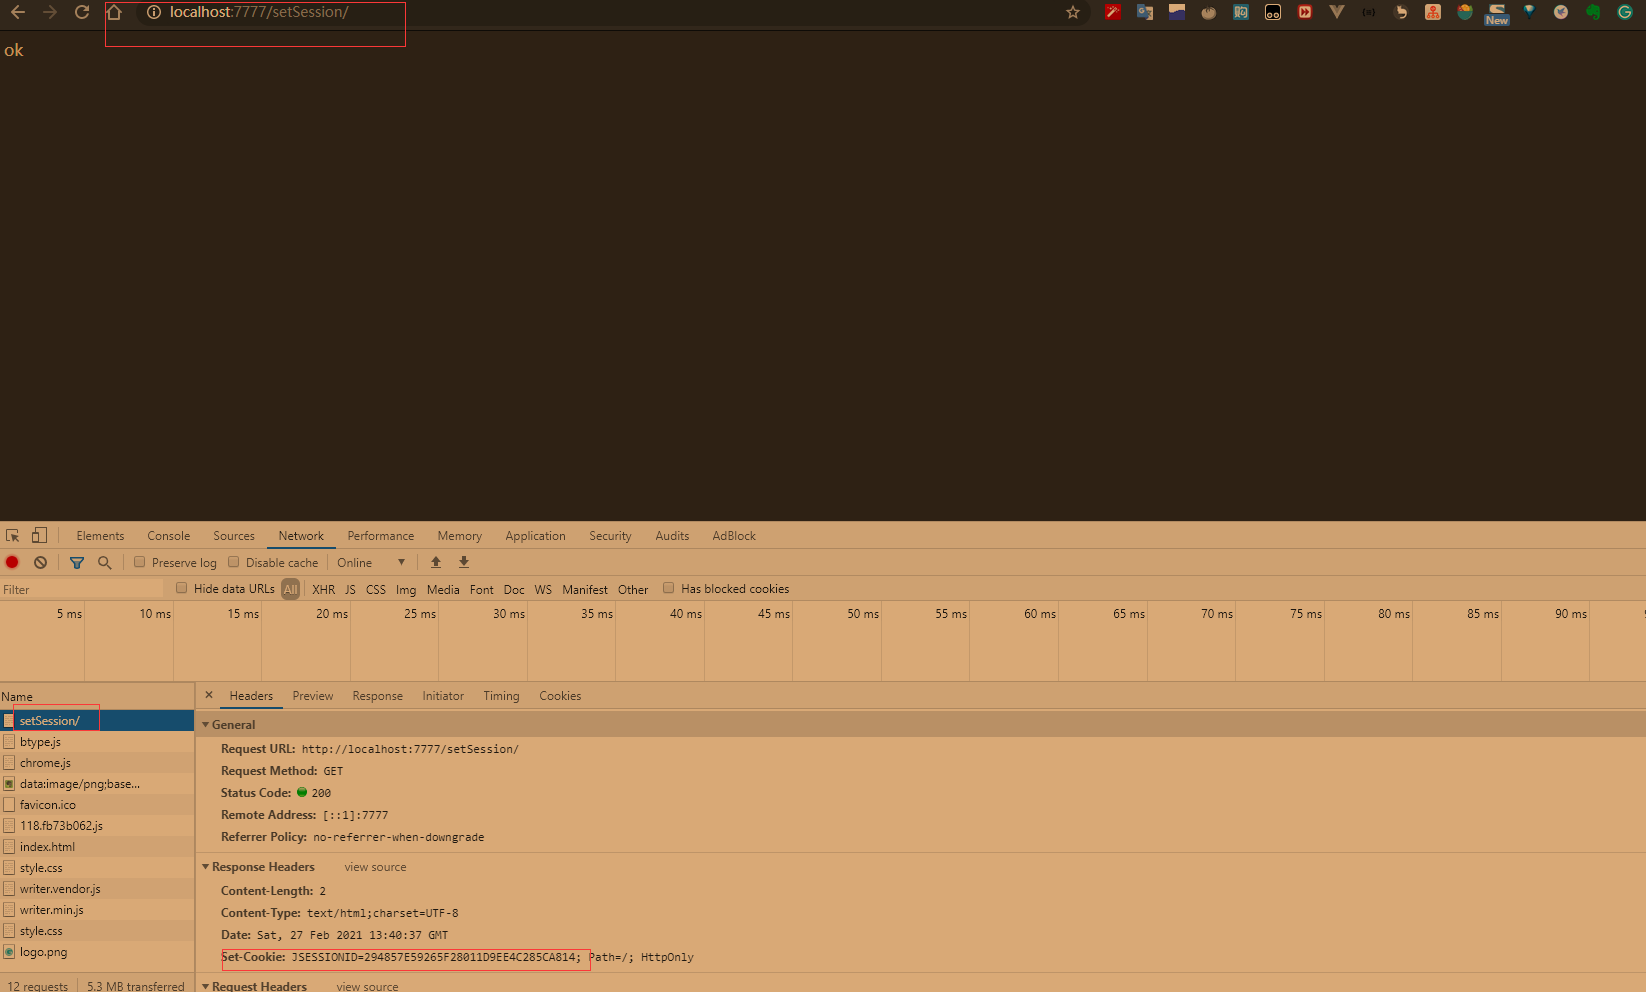 localhost:7777/setSession/
New
ok
Elements Console Sources Network Performance Memory Application Security Audits AdBlock
Preserve log Disable cache Online
Filter Hide data URLs All XHR JS CSS Img Media Font Doc WS Manifest Other Has blocked cookies
5 ms 10 ms 15 ms 20 ms 25 ms 30 ms 35 ms 40 ms 45 ms 50 ms 55 ms 60 ms 65 ms 70 ms 75 ms 80 ms 85 ms 90 ms
Name
setSession/
btype.js
chrome.js
data:image/png;base...
favicon.ico
118.fb73b062.js
index.html
style.css
writer.vendor.js
writer.min.js
style.css
logo.png
12 requests 5.3 MB transferred
Headers Preview Response Initiator Timing Cookies
General
Request URL: http://localhost:7777/setSession/
Request Method: GET
Status Code: 200
Remote Address: [::1]:7777
Referrer Policy: no-referrer-when-downgrade
Response Headers view source
Content-Length: 2
Content-Type: text/html;charset=UTF-8
Date: Sat, 27 Feb 2021 13:40:37 GMT
Set-Cookie: JSESSIONID=294857E59265F28011D9EE4C285CA814; Path=/; HttpOnly
Request Headers view source